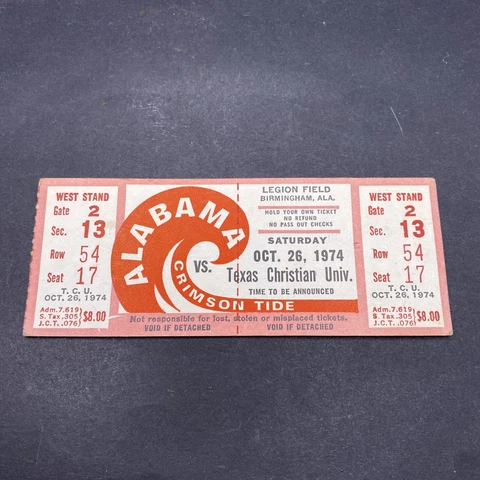 WEST STAND
Gate 2
Sec. 13
Row 54
Seat 17
T. C. U.
OCT. 26, 1974
Adm. 7.619
S. Tax .305
J.C.T. .076
$8.00
ALABAMA
CRIMSON TIDE
VS.
LEGION FIELD
BIRMINGHAM, ALA.
HOLD YOUR OWN TICKET
NO REFUND
NO PASS OUT CHECKS
SATURDAY
OCT. 26, 1974
Texas Christian Univ.
TIME TO BE ANNOUNCED
Not responsible for lost, stolen or misplaced tickets.
VOID IF DETACHED
VOID IF DETACHED
WEST STAND
Gate 2
Sec. 13
Row 54
Seat 17
T. C. U.
OCT. 26, 1974
Adm. 7.619
S. Tax .305
J.C.T. .076
$8.00